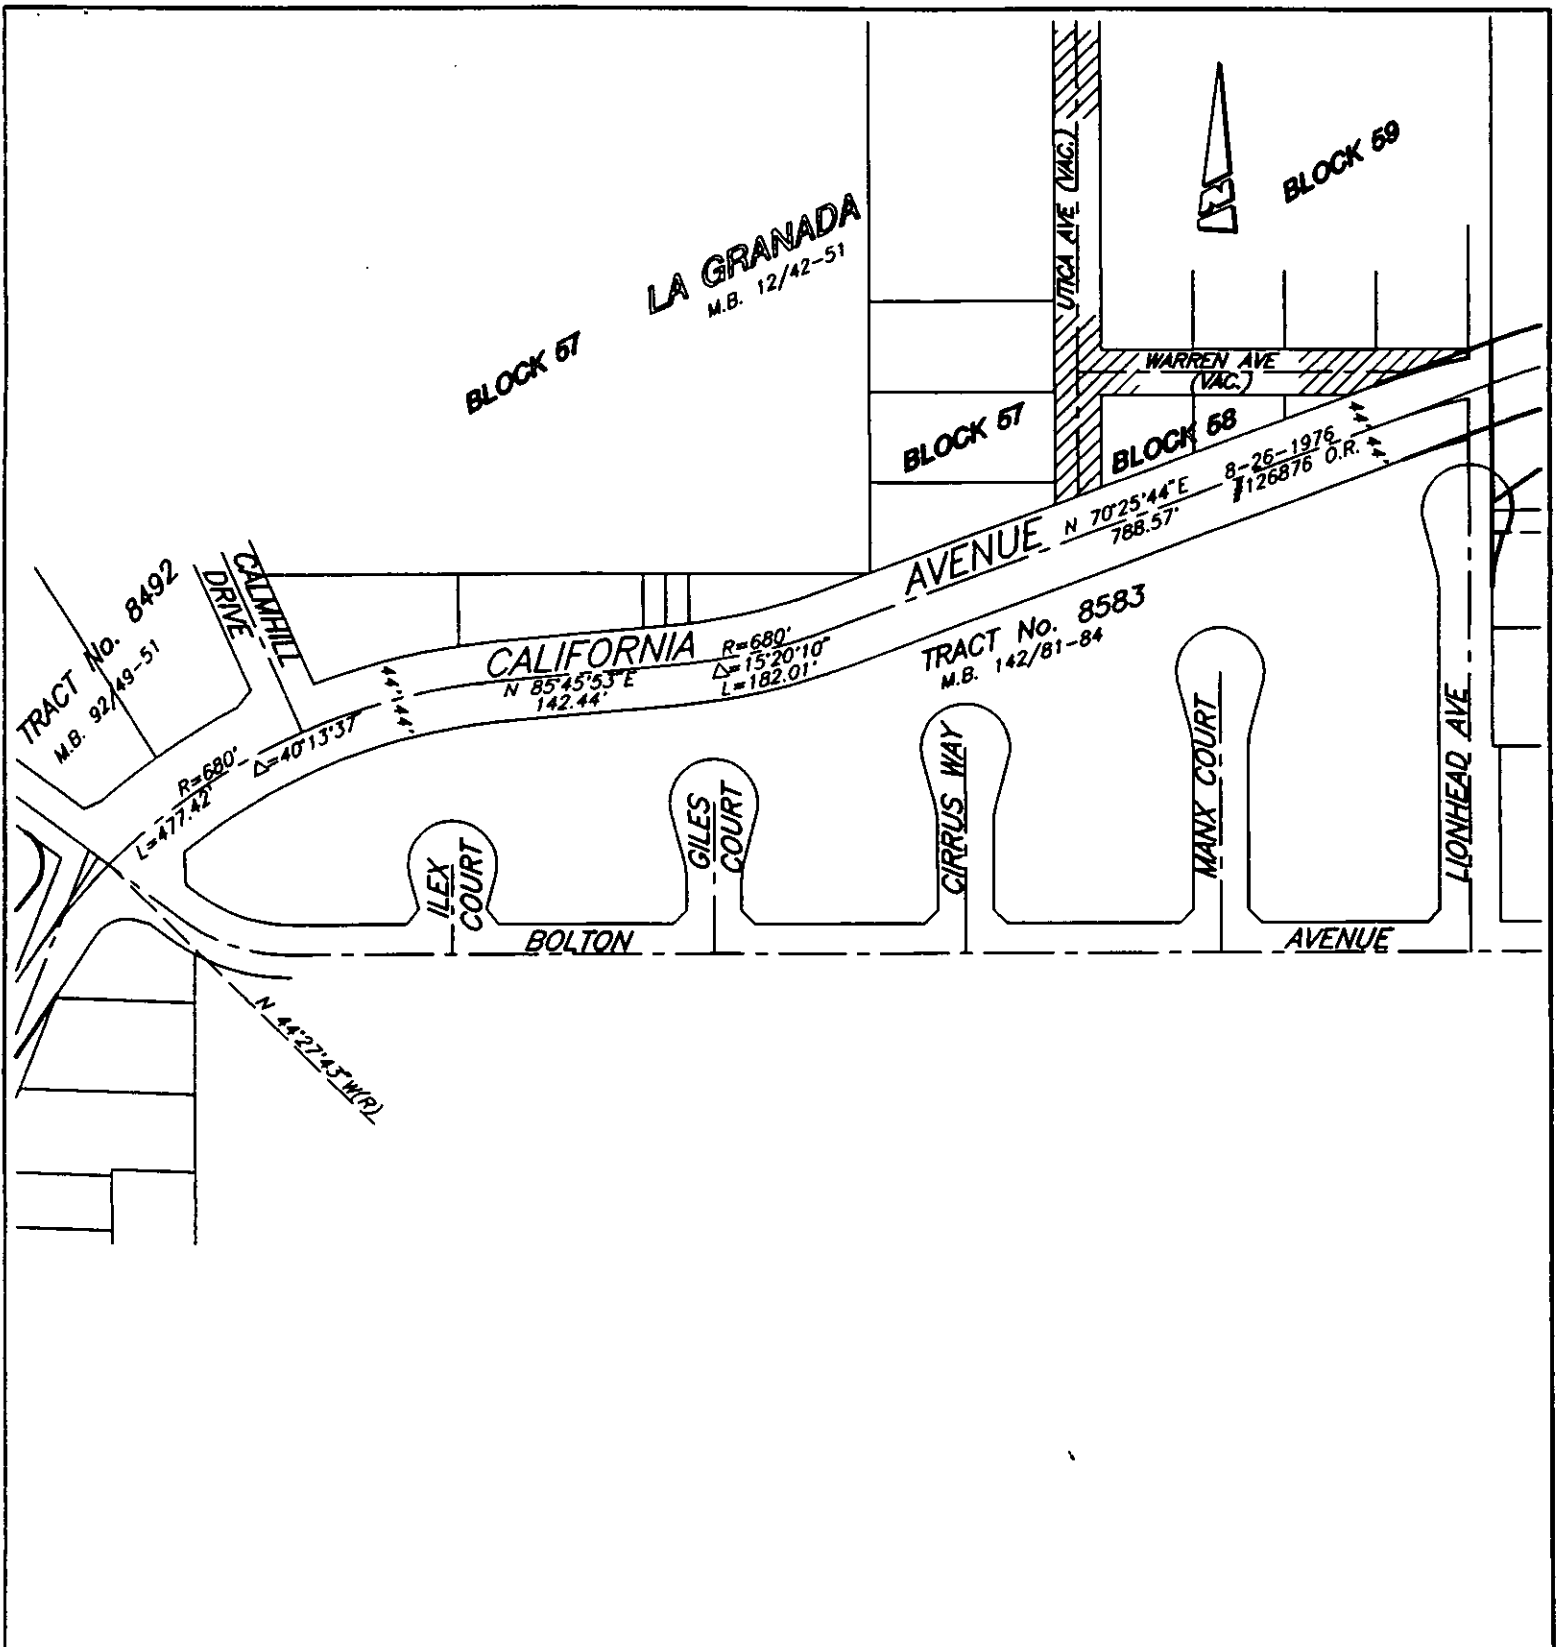 BLOCK 59
UTICA AVE (VAC.)
LA GRANADA
M.B. 12/42-51
BLOCK 57
WARREN AVE
(VAC.)
BLOCK 57
BLOCK 58
44' 44'
8-26-1976
#126876 O.R.
N 70°25'44" E
788.57'
AVENUE
TRACT No. 8492
M.B. 92/49-51
CALMHILL
DRIVE
CALIFORNIA
N 85°45'53" E
142.44'
R=680'
Δ=15°20'10"
L=182.01'
TRACT No. 8583
M.B. 142/81-84
44' 44'
R=680'
Δ=40°13'37"
L=477.42'
ILEX
COURT
GILES
COURT
CIRRUS WAY
MANX COURT
LIONHEAD AVE
BOLTON
AVENUE
N 44°27'43" W(R)